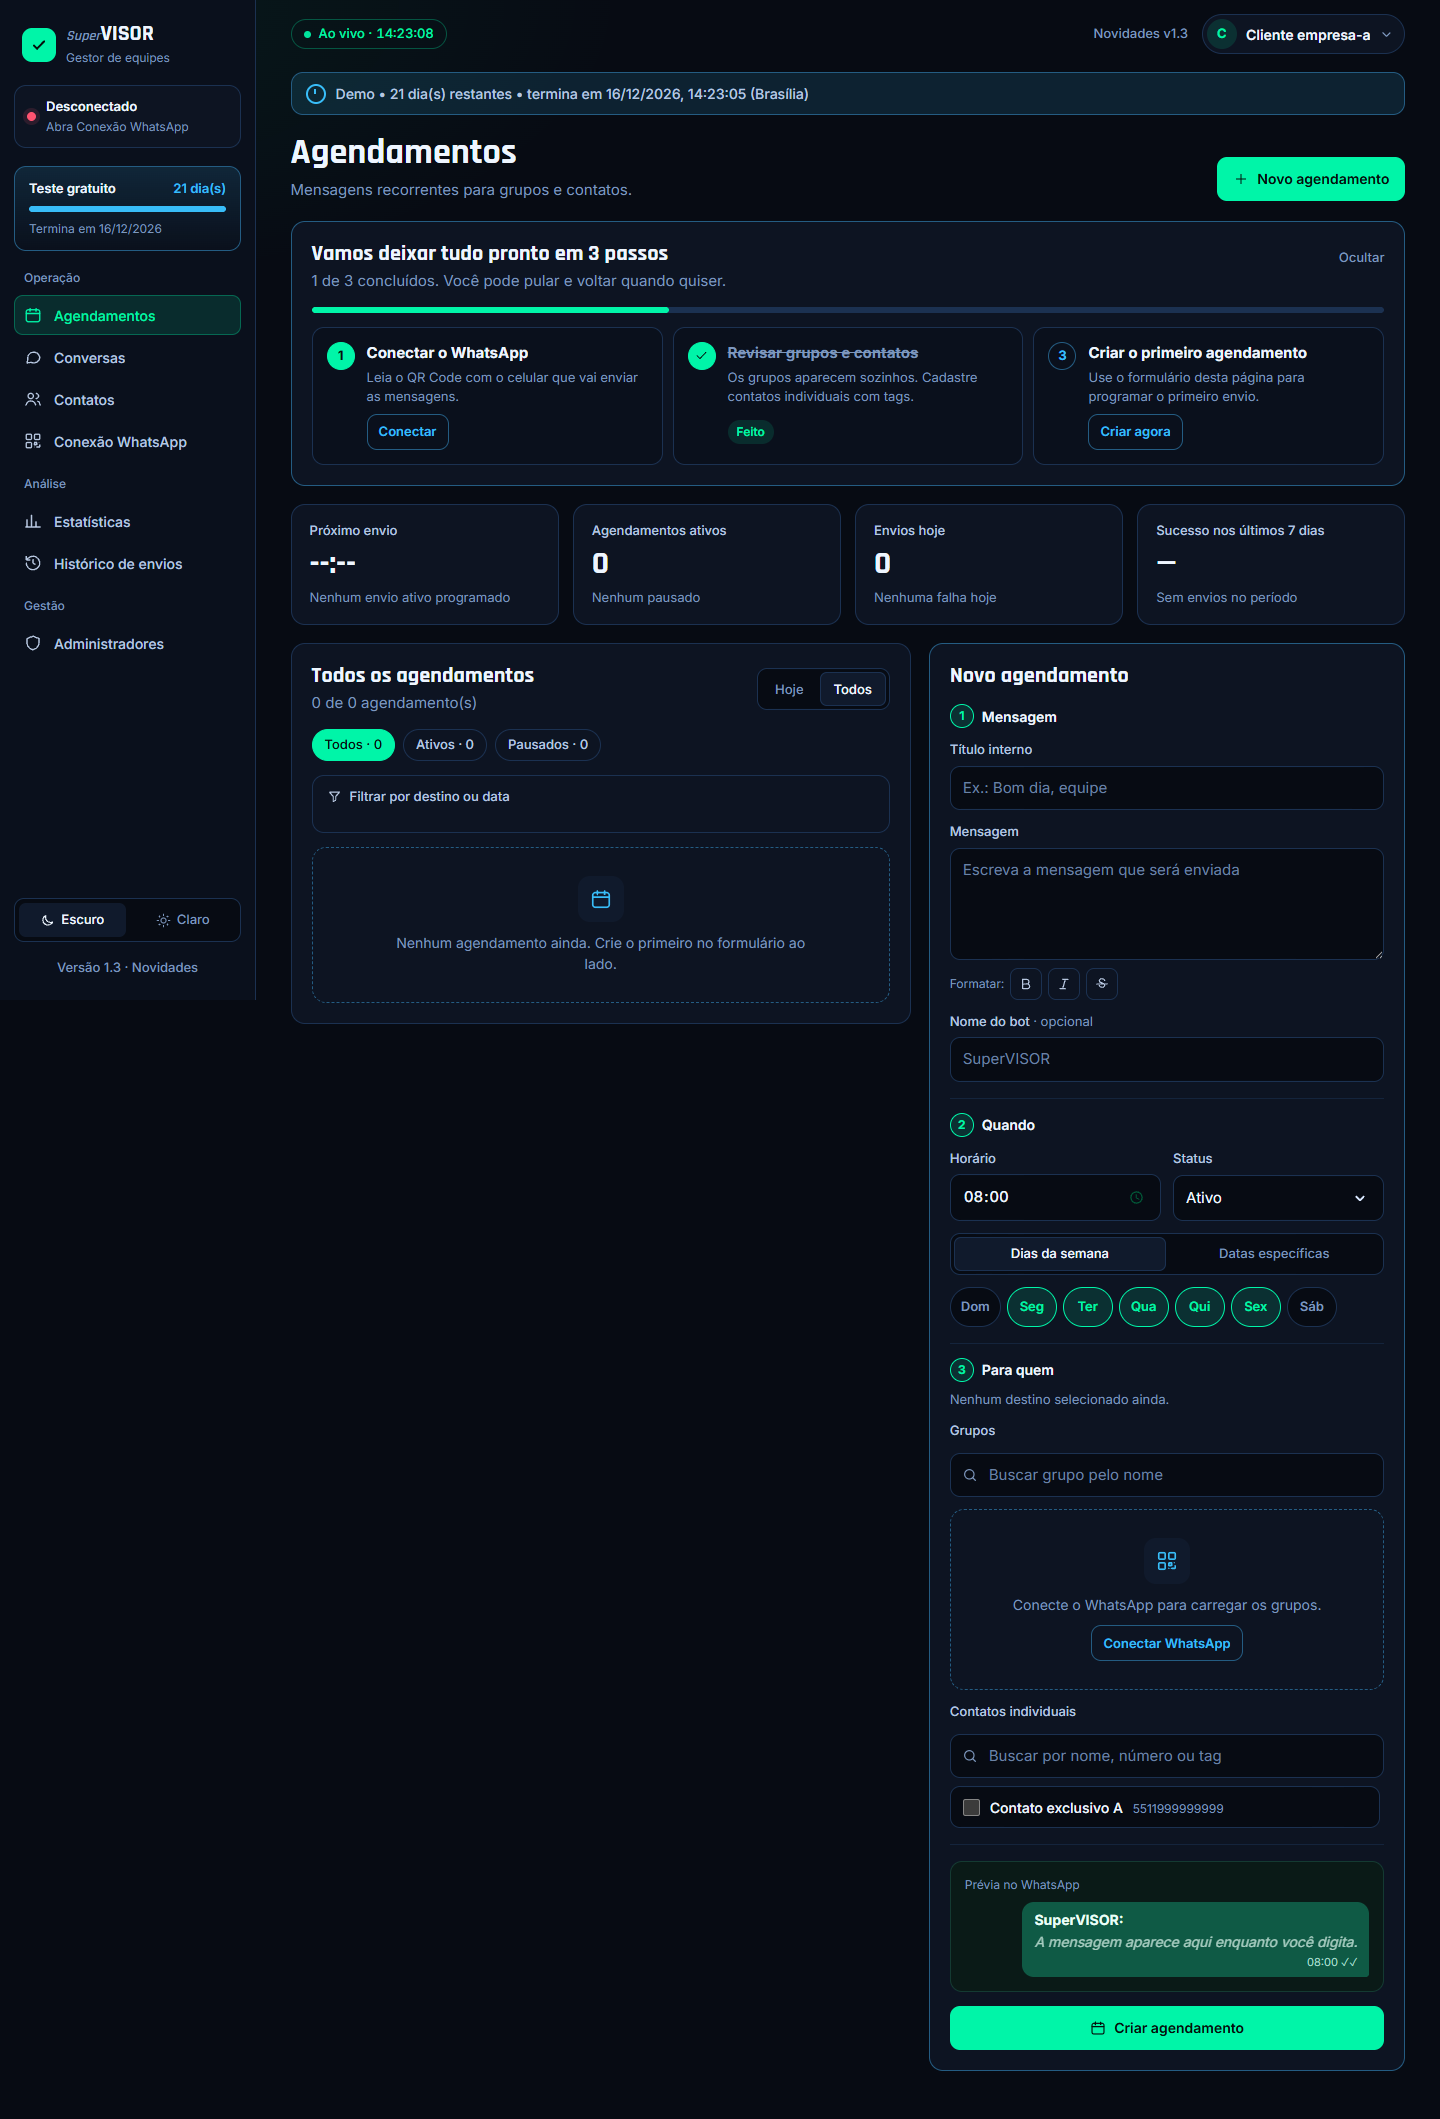 SuperVISOR
Gestor de equipes
Desconectado
Abra Conexão WhatsApp
Teste gratuito 21 dia(s)
Termina em 16/12/2026
Operação
Agendamentos
Conversas
Contatos
Conexão WhatsApp
Análise
Estatísticas
Histórico de envios
Gestão
Administradores
Escuro Claro
Versão 1.3 · Novidades
Ao vivo · 14:23:08
Novidades v1.3
C Cliente empresa-a
Demo • 21 dia(s) restantes • termina em 16/12/2026, 14:23:05 (Brasília)
Agendamentos
Mensagens recorrentes para grupos e contatos.
Novo agendamento
Vamos deixar tudo pronto em 3 passos
1 de 3 concluídos. Você pode pular e voltar quando quiser.
Ocultar
1 Conectar o WhatsApp
Leia o QR Code com o celular que vai enviar
as mensagens.
Conectar
Revisar grupos e contatos
Os grupos aparecem sozinhos. Cadastre
contatos individuais com tags.
Feito
3 Criar o primeiro agendamento
Use o formulário desta página para
programar o primeiro envio.
Criar agora
Próximo envio
--:--
Nenhum envio ativo programado
Agendamentos ativos
0
Nenhum pausado
Envios hoje
0
Nenhuma falha hoje
Sucesso nos últimos 7 dias
—
Sem envios no período
Todos os agendamentos
0 de 0 agendamento(s)
Hoje Todos
Todos · 0 Ativos · 0 Pausados · 0
Filtrar por destino ou data
Nenhum agendamento ainda. Crie o primeiro no formulário ao
lado.
Novo agendamento
1 Mensagem
Título interno
Ex.: Bom dia, equipe
Mensagem
Escreva a mensagem que será enviada
Formatar: B I S
Nome do bot · opcional
SuperVISOR
2 Quando
Horário Status
08:00 Ativo
Dias da semana Datas específicas
Dom Seg Ter Qua Qui Sex Sáb
3 Para quem
Nenhum destino selecionado ainda.
Grupos
Buscar grupo pelo nome
Conecte o WhatsApp para carregar os grupos.
Conectar WhatsApp
Contatos individuais
Buscar por nome, número ou tag
Contato exclusivo A 5511999999999
Prévia no WhatsApp
SuperVISOR:
A mensagem aparece aqui enquanto você digita.
08:00 ✓✓
Criar agendamento